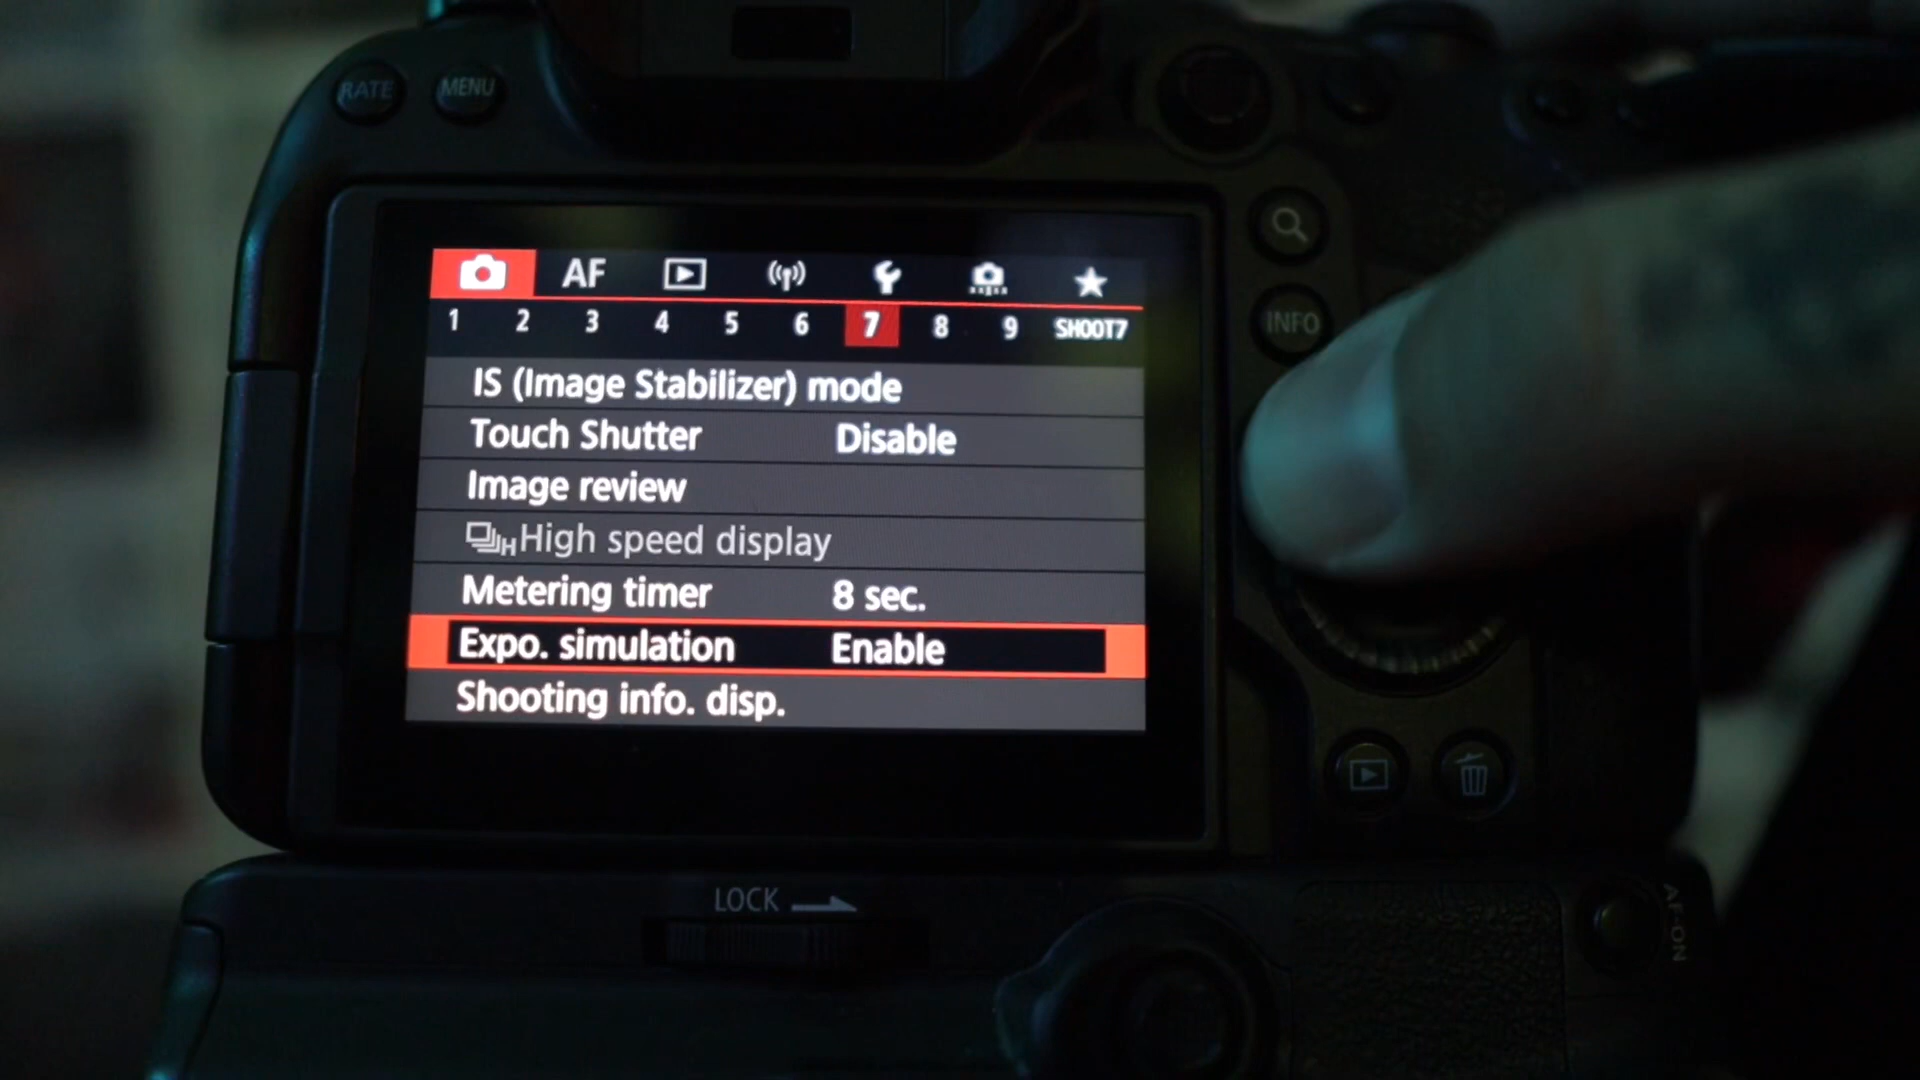 RATE MENU
AF
1 2 3 4 5 6 7 8 9 SHOOT7
INFO
IS (Image Stabilizer) mode
Touch Shutter Disable
Image review
H High speed display
Metering timer 8 sec.
Expo. simulation Enable
Shooting info. disp.
LOCK
AF-ON